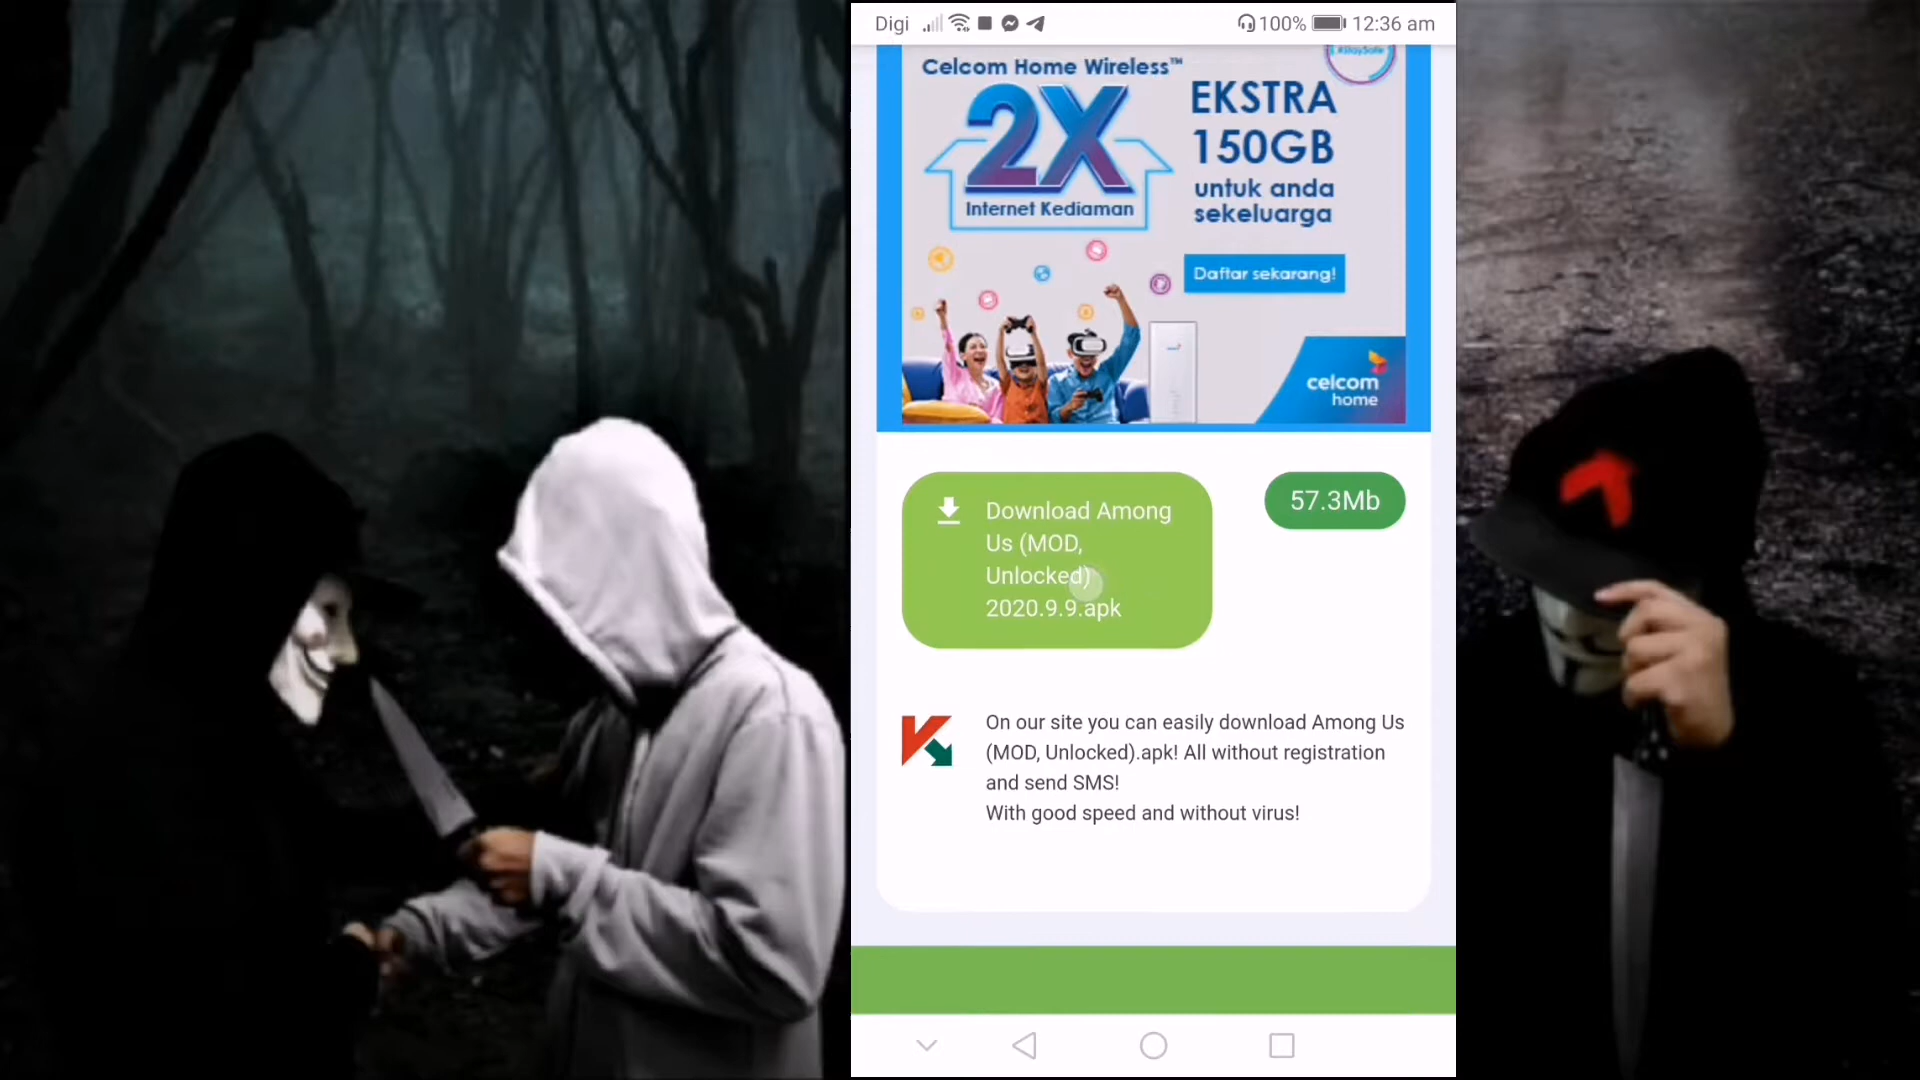 Digi 100% 12:36 am
#StaySafe
Celcom Home Wireless™
2X
Internet Kediaman
EKSTRA
150GB
untuk anda
sekeluarga
Daftar sekarang!
celcom
home
Download Among
Us (MOD,
Unlocked)
2020.9.9.apk
57.3Mb
On our site you can easily download Among Us
(MOD, Unlocked).apk! All without registration
and send SMS!
With good speed and without virus!